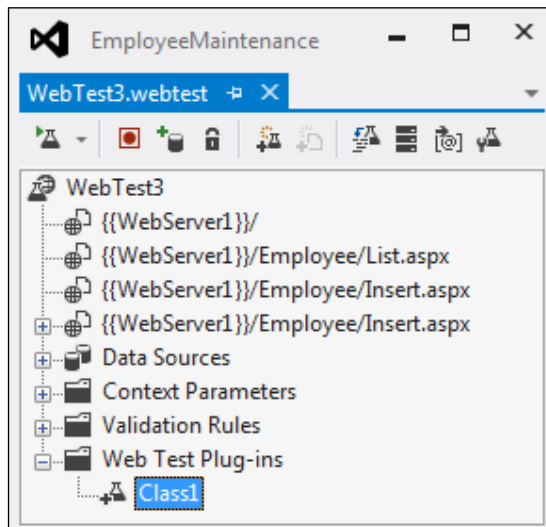 EmployeeMaintenance
WebTest3.webtest
WebTest3
{{WebServer1}}/
{{WebServer1}}/Employee/List.aspx
{{WebServer1}}/Employee/Insert.aspx
{{WebServer1}}/Employee/Insert.aspx
Data Sources
Context Parameters
Validation Rules
Web Test Plug-ins
Class1